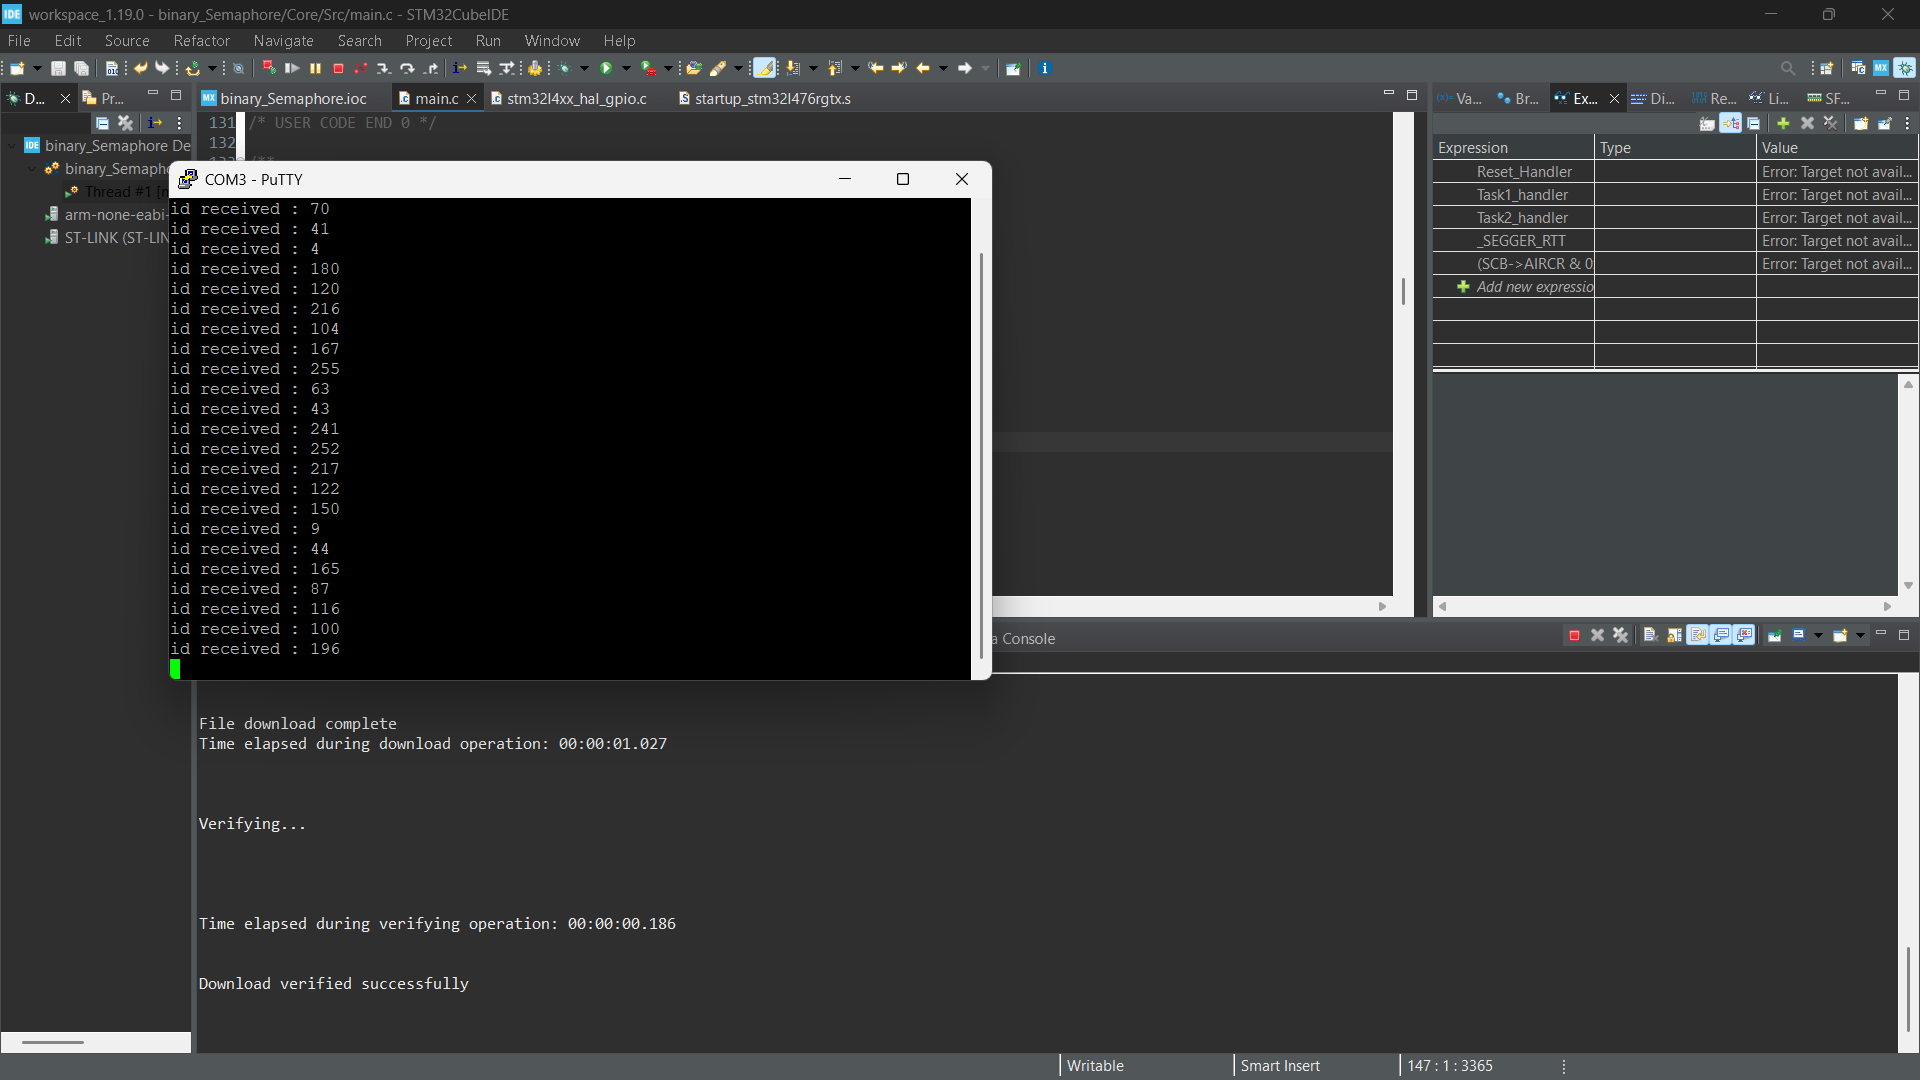 IDE workspace_1.19.0 - binary_Semaphore/Core/Src/main.c - STM32CubeIDE
File Edit Source Refactor Navigate Search Project Run Window Help
D... Pr...
binary_Semaphore.ioc main.c stm32l4xx_hal_gpio.c startup_stm32l476rgtx.s
Va... Br... Ex... Di... Re... Li... SF...
131 /* USER CODE END 0 */
132
IDE binary_Semaphore De
binary_Semaph
Thread #1 [
arm-none-eabi-
ST-LINK (ST-LIN
COM3 - PuTTY
id received : 70
id received : 41
id received : 4
id received : 180
id received : 120
id received : 216
id received : 104
id received : 167
id received : 255
id received : 63
id received : 43
id received : 241
id received : 252
id received : 217
id received : 122
id received : 150
id received : 9
id received : 44
id received : 165
id received : 87
id received : 116
id received : 100
id received : 196
Expression Type Value
Reset_Handler Error: Target not avail...
Task1_handler Error: Target not avail...
Task2_handler Error: Target not avail...
_SEGGER_RTT Error: Target not avail...
(SCB->AIRCR & 0 Error: Target not avail...
Add new expressio
a Console
File download complete
Time elapsed during download operation: 00:00:01.027
Verifying...
Time elapsed during verifying operation: 00:00:00.186
Download verified successfully
Writable Smart Insert 147 : 1 : 3365